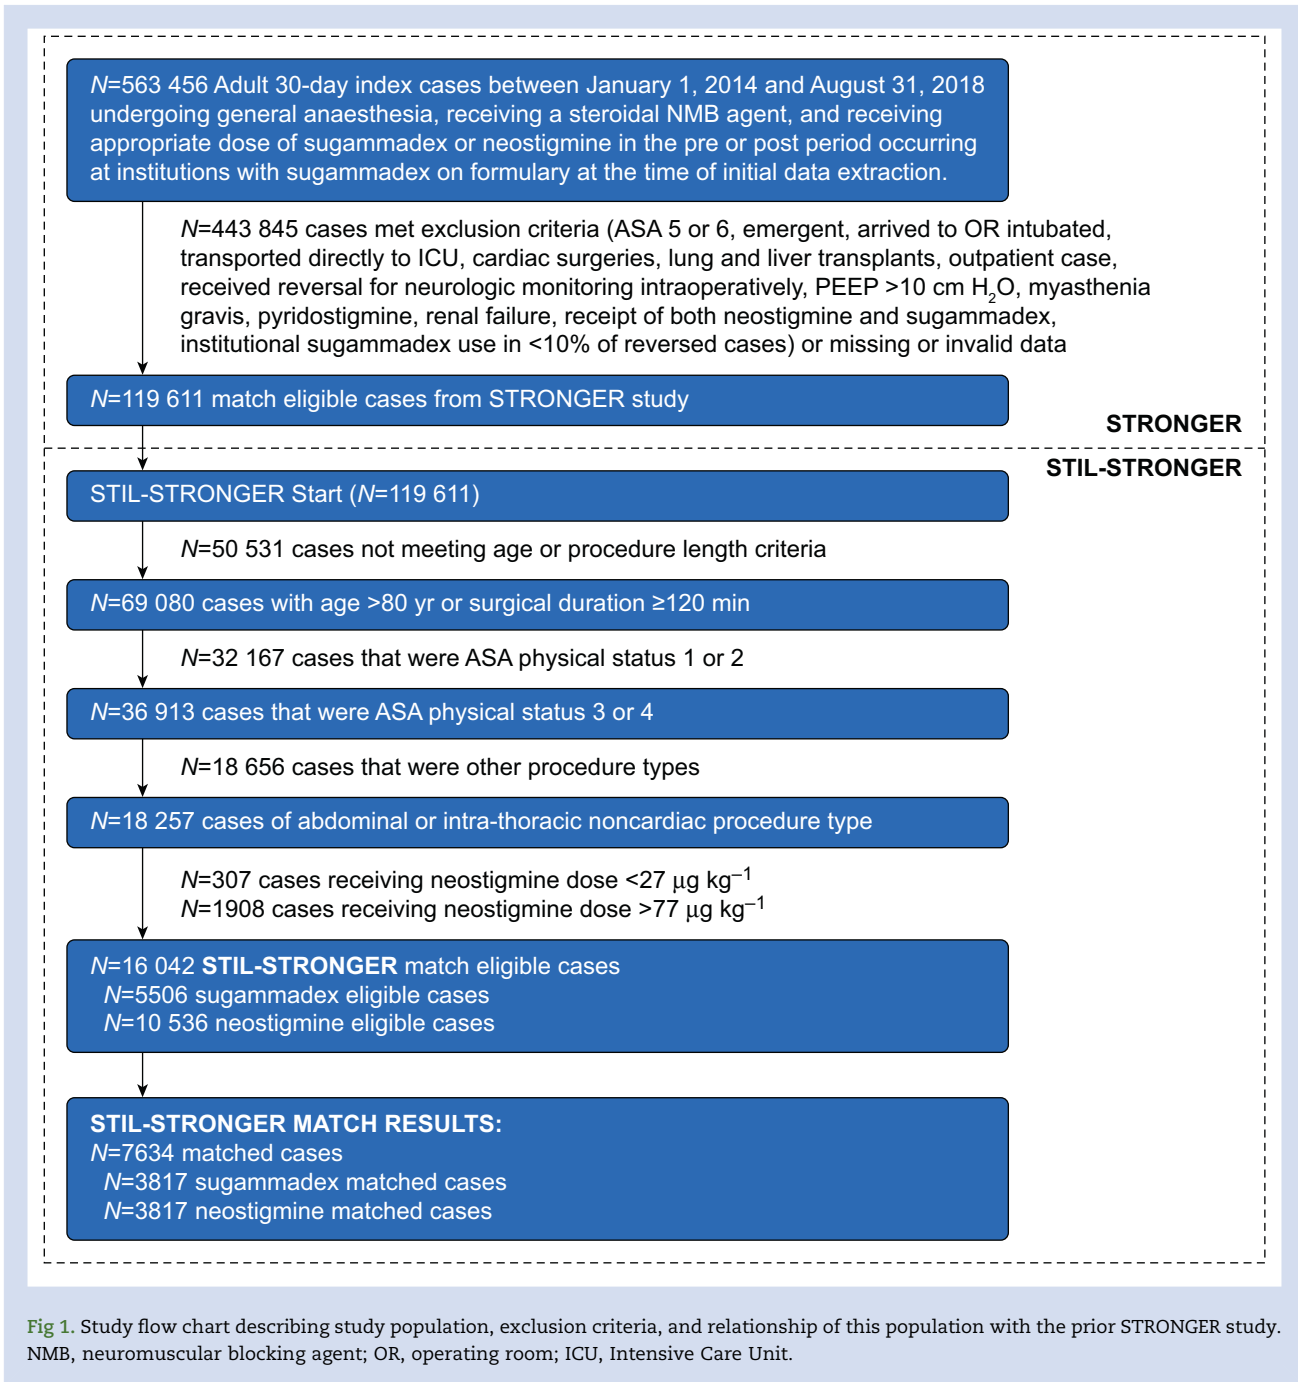 N=563 456 Adult 30-day index cases between January 1, 2014 and August 31, 2018
undergoing general anaesthesia, receiving a steroidal NMB agent, and receiving
appropriate dose of sugammadex or neostigmine in the pre or post period occurring
at institutions with sugammadex on formulary at the time of initial data extraction.
N=443 845 cases met exclusion criteria (ASA 5 or 6, emergent, arrived to OR intubated,
transported directly to ICU, cardiac surgeries, lung and liver transplants, outpatient case,
received reversal for neurologic monitoring intraoperatively, PEEP >10 cm H₂O, myasthenia
gravis, pyridostigmine, renal failure, receipt of both neostigmine and sugammadex,
institutional sugammadex use in <10% of reversed cases) or missing or invalid data
N=119 611 match eligible cases from STRONGER study
STRONGER
STIL-STRONGER
STIL-STRONGER Start (N=119 611)
N=50 531 cases not meeting age or procedure length criteria
N=69 080 cases with age >80 yr or surgical duration ≥120 min
N=32 167 cases that were ASA physical status 1 or 2
N=36 913 cases that were ASA physical status 3 or 4
N=18 656 cases that were other procedure types
N=18 257 cases of abdominal or intra-thoracic noncardiac procedure type
N=307 cases receiving neostigmine dose <27 μg kg⁻¹
N=1908 cases receiving neostigmine dose >77 μg kg⁻¹
N=16 042 STIL-STRONGER match eligible cases
N=5506 sugammadex eligible cases
N=10 536 neostigmine eligible cases
STIL-STRONGER MATCH RESULTS:
N=7634 matched cases
N=3817 sugammadex matched cases
N=3817 neostigmine matched cases
Fig 1. Study flow chart describing study population, exclusion criteria, and relationship of this population with the prior STRONGER study.
NMB, neuromuscular blocking agent; OR, operating room; ICU, Intensive Care Unit.